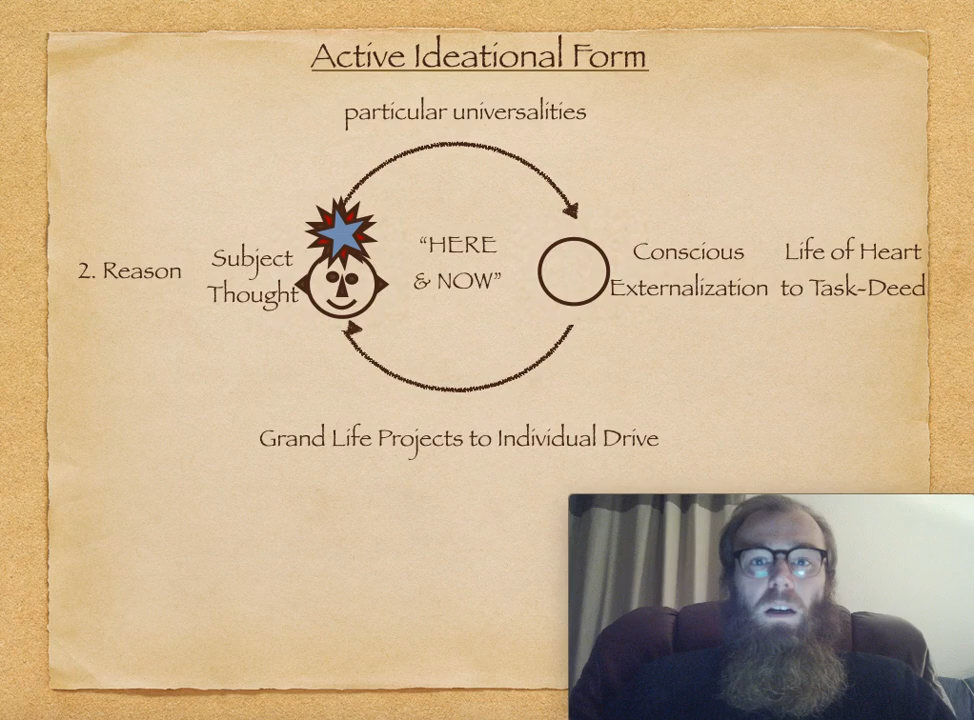 Active Ideational Form
particular universalities
2. Reason
Subject
Thought
“HERE
& NOW”
Conscious
Externalization
Life of Heart
to Task-Deed
Grand Life Projects to Individual Drive